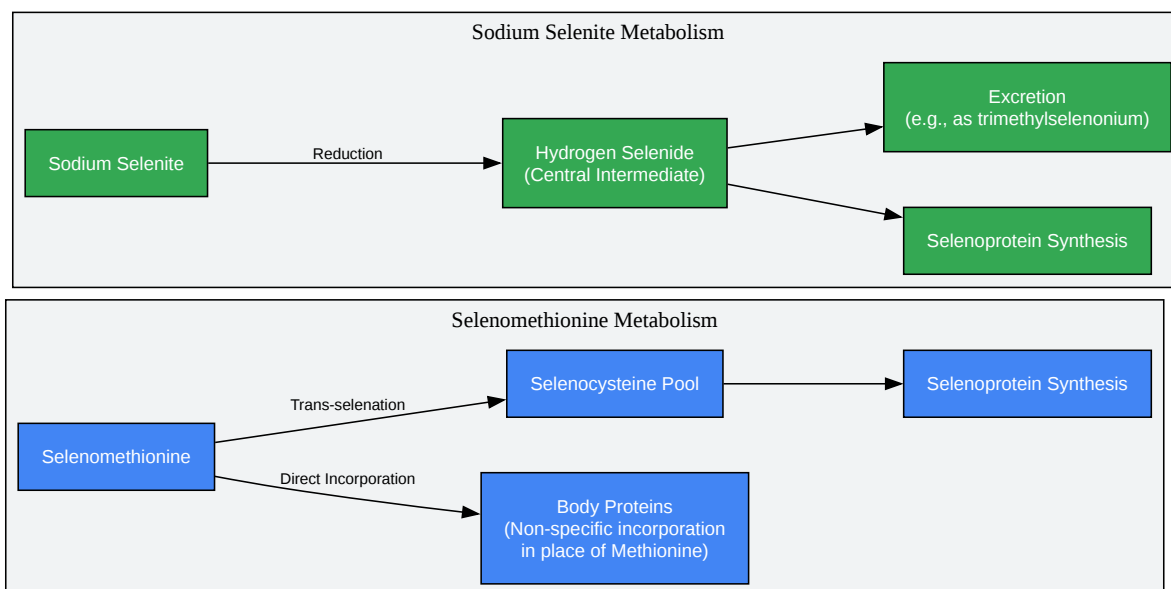 Sodium Selenite Metabolism
Excretion
(e.g., as trimethylselenonium)
Sodium Selenite
Reduction
Hydrogen Selenide
(Central Intermediate)
Selenoprotein Synthesis
Selenomethionine Metabolism
Selenocysteine Pool
Selenoprotein Synthesis
Trans-selenation
Selenomethionine
Direct Incorporation
Body Proteins
(Non-specific incorporation
in place of Methionine)